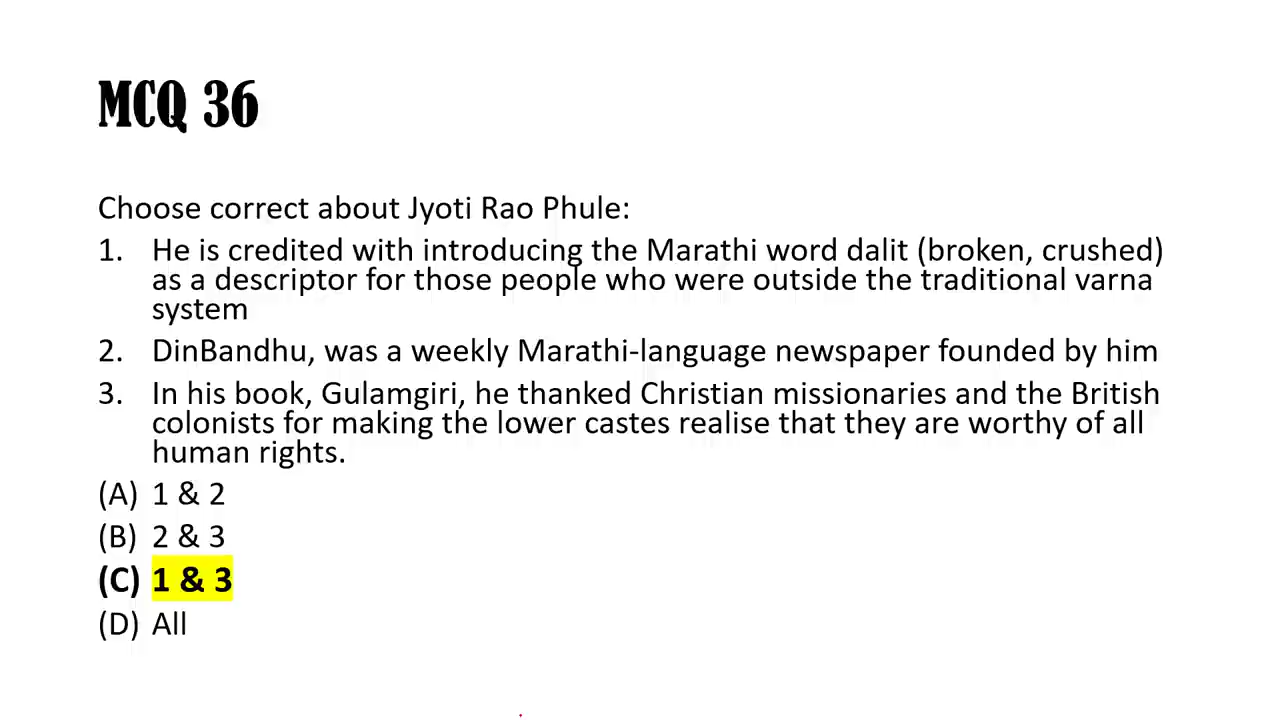 MCQ 36
Choose correct about Jyoti Rao Phule:
1. He is credited with introducing the Marathi word dalit (broken, crushed)
as a descriptor for those people who were outside the traditional varna
system
2. DinBandhu, was a weekly Marathi-language newspaper founded by him
3. In his book, Gulamgiri, he thanked Christian missionaries and the British
colonists for making the lower castes realise that they are worthy of all
human rights.
(A) 1 & 2
(B) 2 & 3
(C) 1 & 3
(D) All